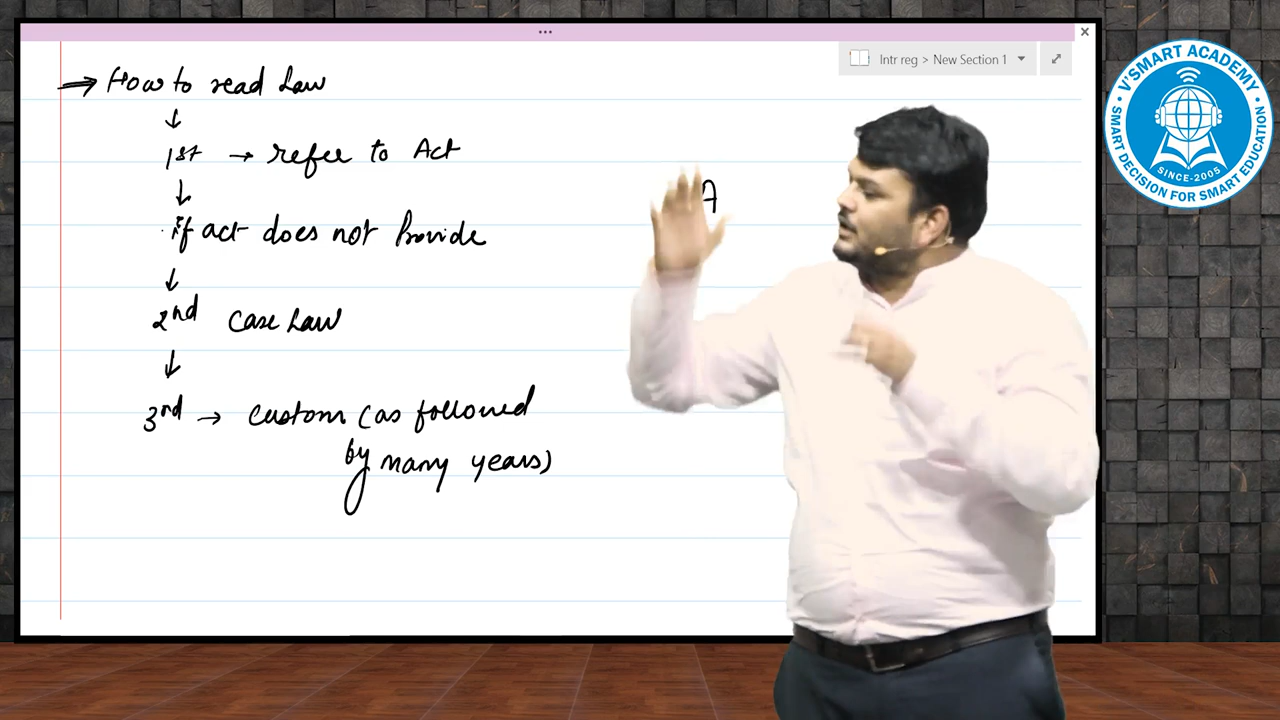 Intr reg > New Section 1
How to read Law
1st → refer to Act
if act does not Provide
2nd Case Law
3rd → custom (as followed
by many years)
A
V'SMART ACADEMY
SINCE-2005
SMART DECISION FOR SMART EDUCATION